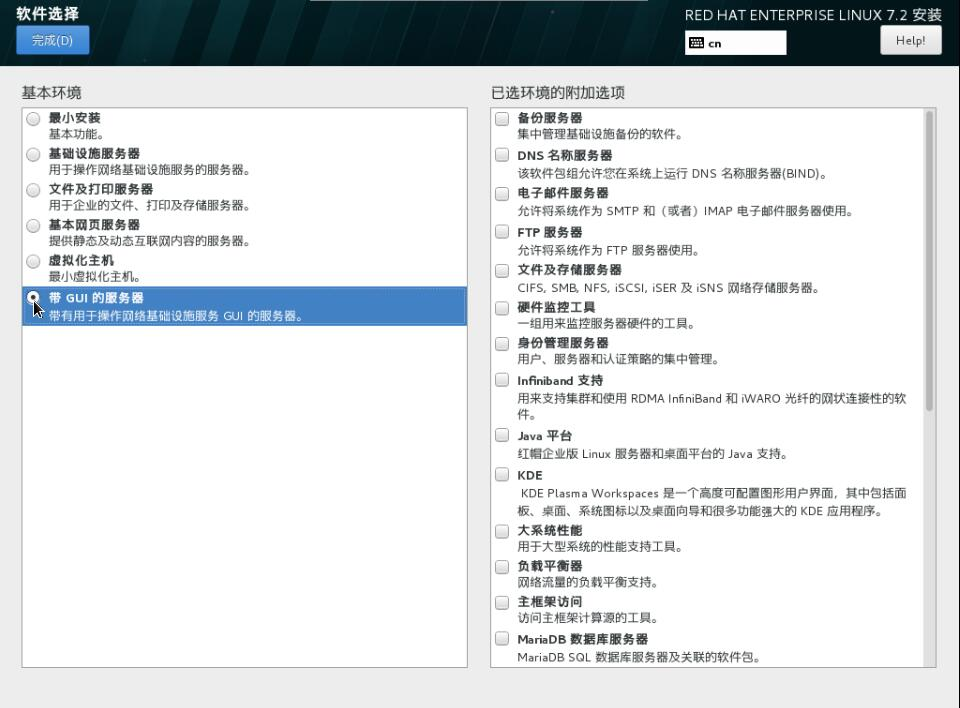 软件选择
完成(D)
RED HAT ENTERPRISE LINUX 7.2 安装
cn
Help!
基本环境
最小安装
基本功能。
基础设施服务器
用于操作网络基础设施服务的服务器。
文件及打印服务器
用于企业的文件、打印及存储服务器。
基本网页服务器
提供静态及动态互联网内容的服务器。
虚拟化主机
最小虚拟化主机。
带 GUI 的服务器
带有用于操作网络基础设施服务 GUI 的服务器。
已选环境的附加选项
备份服务器
集中管理基础设施备份的软件。
DNS 名称服务器
该软件包组允许您在系统上运行 DNS 名称服务器(BIND)。
电子邮件服务器
允许将系统作为 SMTP 和（或者）IMAP 电子邮件服务器使用。
FTP 服务器
允许将系统作为 FTP 服务器使用。
文件及存储服务器
CIFS, SMB, NFS, iSCSI, iSER 及 iSNS 网络存储服务器。
硬件监控工具
一组用来监控服务器硬件的工具。
身份管理服务器
用户、服务器和认证策略的集中管理。
Infiniband 支持
用来支持集群和使用 RDMA InfiniBand 和 iWARO 光纤的网状连接性的软
件。
Java 平台
红帽企业版 Linux 服务器和桌面平台的 Java 支持。
KDE
KDE Plasma Workspaces 是一个高度可配置图形用户界面，其中包括面
板、桌面、系统图标以及桌面向导和很多功能强大的 KDE 应用程序。
大系统性能
用于大型系统的性能支持工具。
负载平衡器
网络流量的负载平衡支持。
主框架访问
访问主框架计算源的工具。
MariaDB 数据库服务器
MariaDB SQL 数据库服务器及关联的软件包。